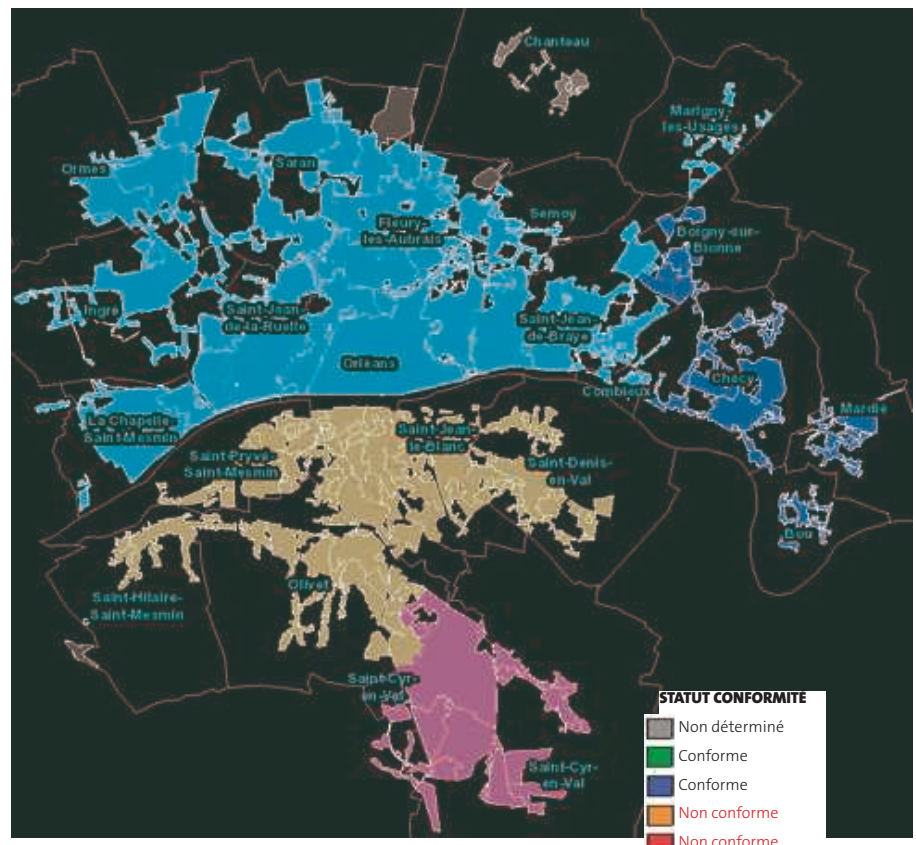 Chanteau
Marigny-
les-Usages
Ormes
Saran
Semoy
Fleury-
les-Aubrais
Boigny-sur-
Bionne
Ingré
Saint-Jean-
de-la-Ruelle
Saint-Jean-
de-Braye
Orléans
Chécy
Combleux
La Chapelle-
Saint-Mesmin
Mardié
Saint-Jean-
le-Blanc
Saint-Pryvé-
Saint-Mesmin
Saint-Denis-
en-Val
Bou
Olivet
Saint-Hilaire-
Saint-Mesmin
Saint-Cyr-
en-Val
Saint-Cyr-
en-Val
STATUT CONFORMITÉ
Non déterminé
Conforme
Conforme
Non conforme
Non conforme